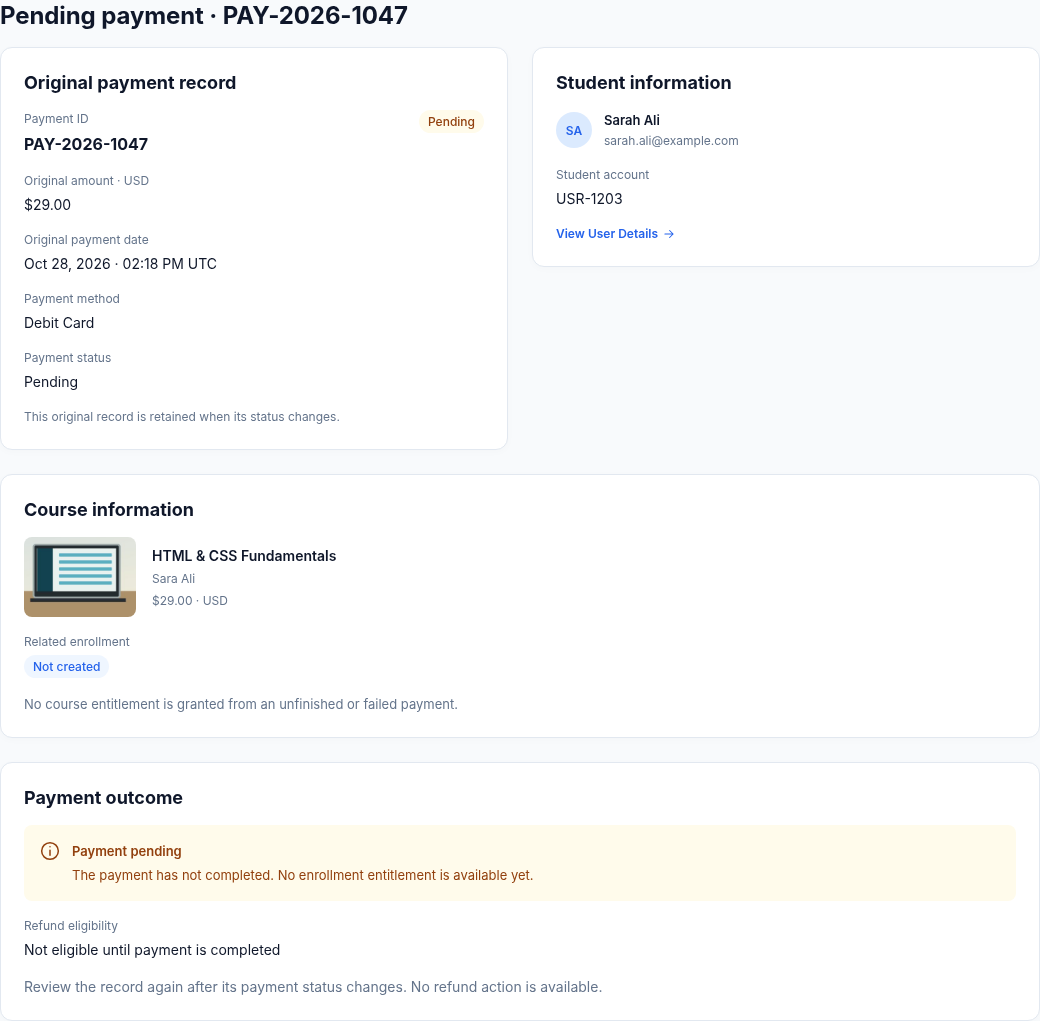 Pending payment · PAY-2026-1047
Original payment record
Payment ID
Pending
PAY-2026-1047
Original amount · USD
$29.00
Original payment date
Oct 28, 2026 · 02:18 PM UTC
Payment method
Debit Card
Payment status
Pending
This original record is retained when its status changes.
Student information
SA
Sarah Ali
sarah.ali@example.com
Student account
USR-1203
View User Details →
Course information
HTML & CSS Fundamentals
Sara Ali
$29.00 · USD
Related enrollment
Not created
No course entitlement is granted from an unfinished or failed payment.
Payment outcome
Payment pending
The payment has not completed. No enrollment entitlement is available yet.
Refund eligibility
Not eligible until payment is completed
Review the record again after its payment status changes. No refund action is available.